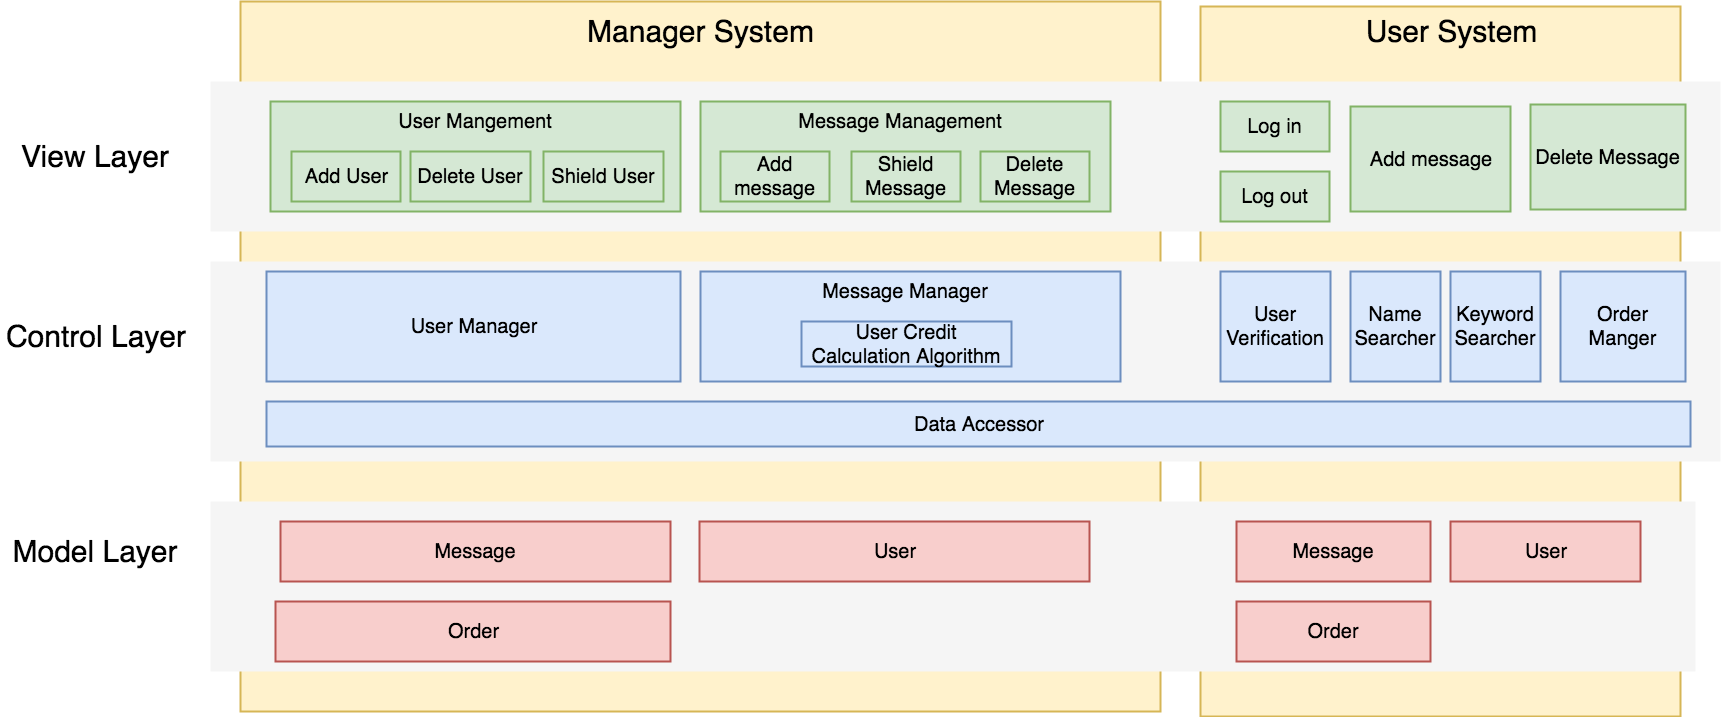 Manager System
User System
View Layer
User Mangement
Add User
Delete User
Shield User
Message Management
Add
message
Shield
Message
Delete
Message
Log in
Log out
Add message
Delete Message
Control Layer
User Manager
Message Manager
User Credit
Calculation Algorithm
User
Verification
Name
Searcher
Keyword
Searcher
Order
Manger
Data Accessor
Model Layer
Message
User
Order
Message
User
Order